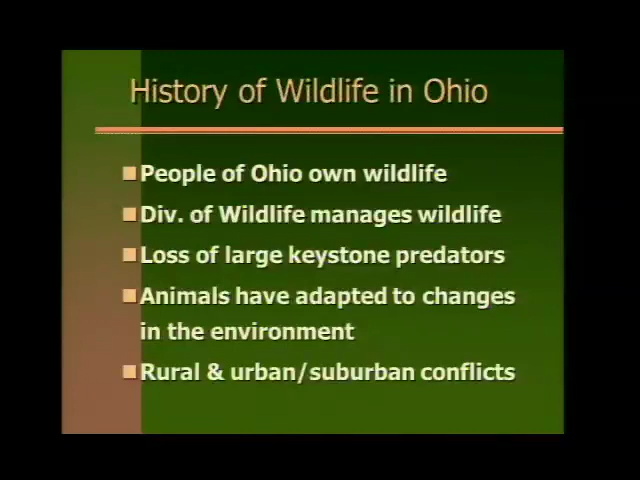 History of Wildlife in Ohio
People of Ohio own wildlife
Div. of Wildlife manages wildlife
Loss of large keystone predators
Animals have adapted to changes
in the environment
Rural & urban/suburban conflicts